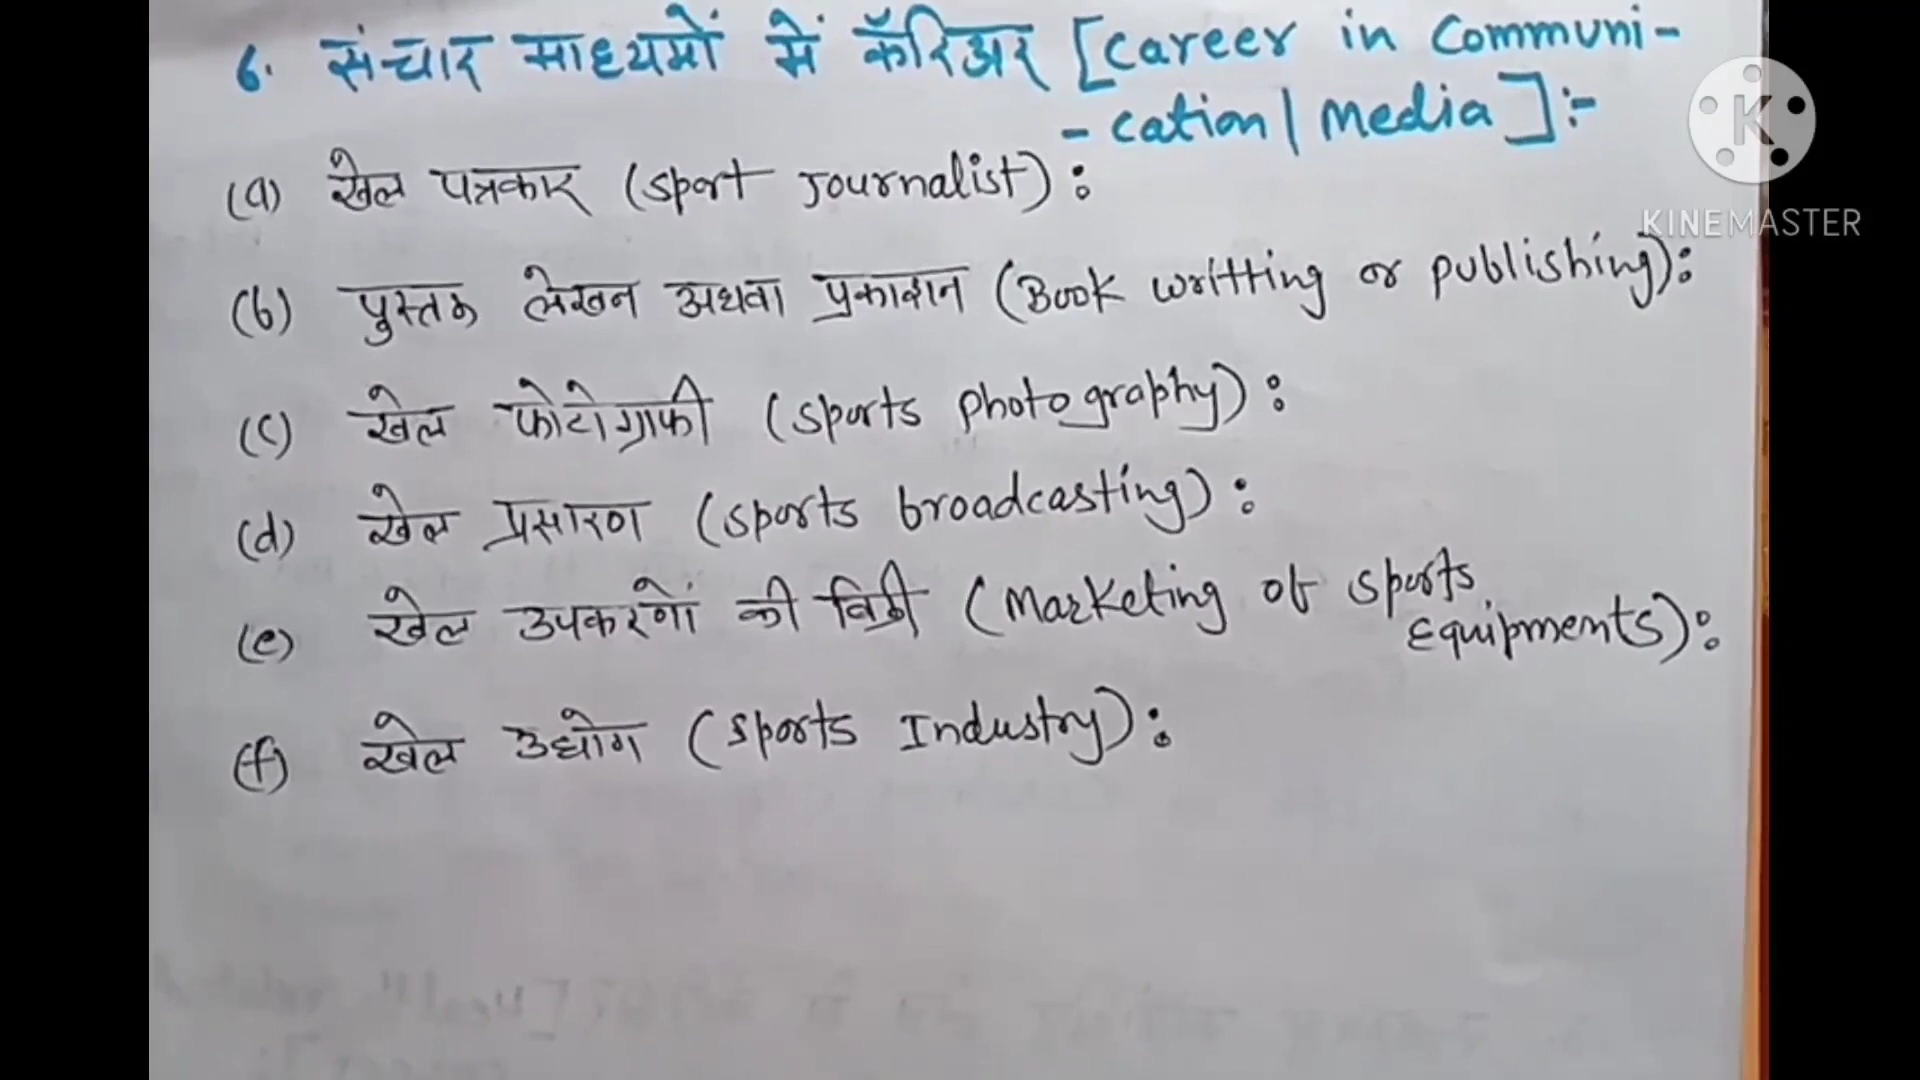 6. संचार माध्यमों में कॅरिअर [career in communi-
- cation / media ]:-
(a) खेल पत्रकार (sport Journalist):
(b) पुस्तक लेखन अथवा प्रकाशन (Book writting or publishing):
(c) खेल फोटोग्राफी (sports photography):
(d) खेल प्रसारण (sports broadcasting):
(e) खेल उपकरणों की बिक्री (Marketing of sports
Equipments):
(f) खेल उद्योग (sports Industry):
K
KINEMASTER